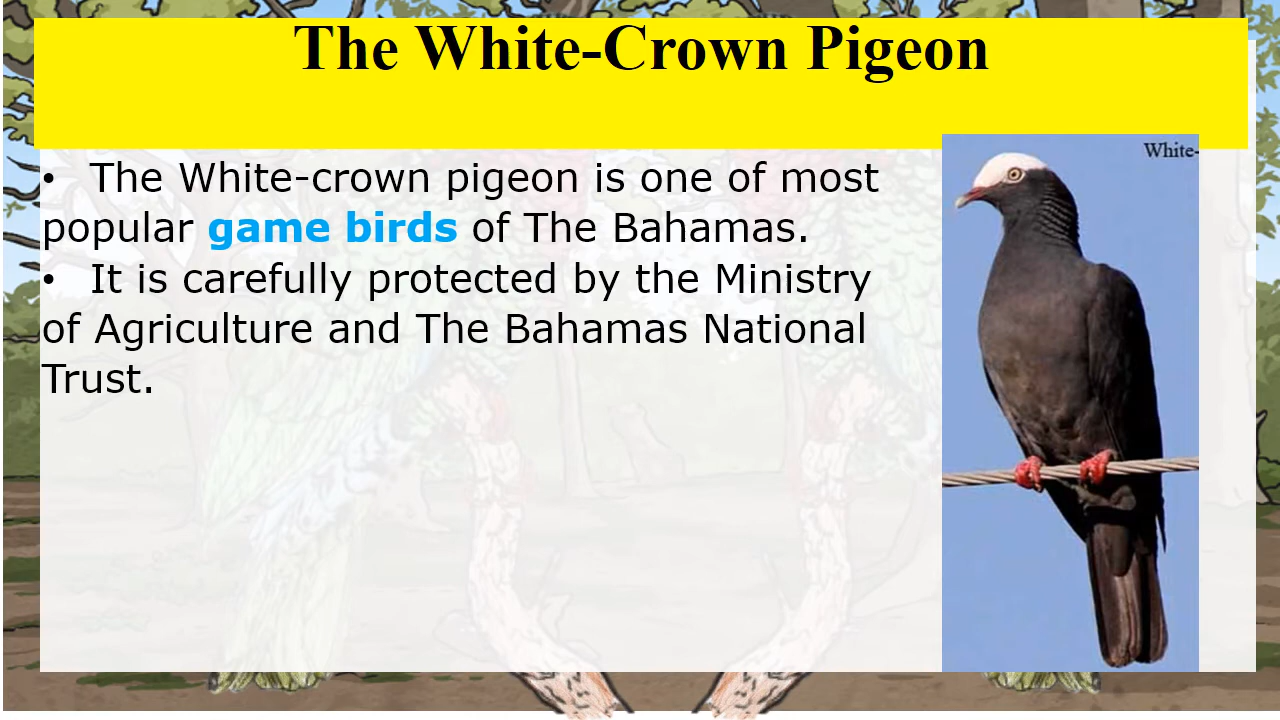 The White-Crown Pigeon
White-
• The White-crown pigeon is one of most
popular game birds of The Bahamas.
• It is carefully protected by the Ministry
of Agriculture and The Bahamas National
Trust.